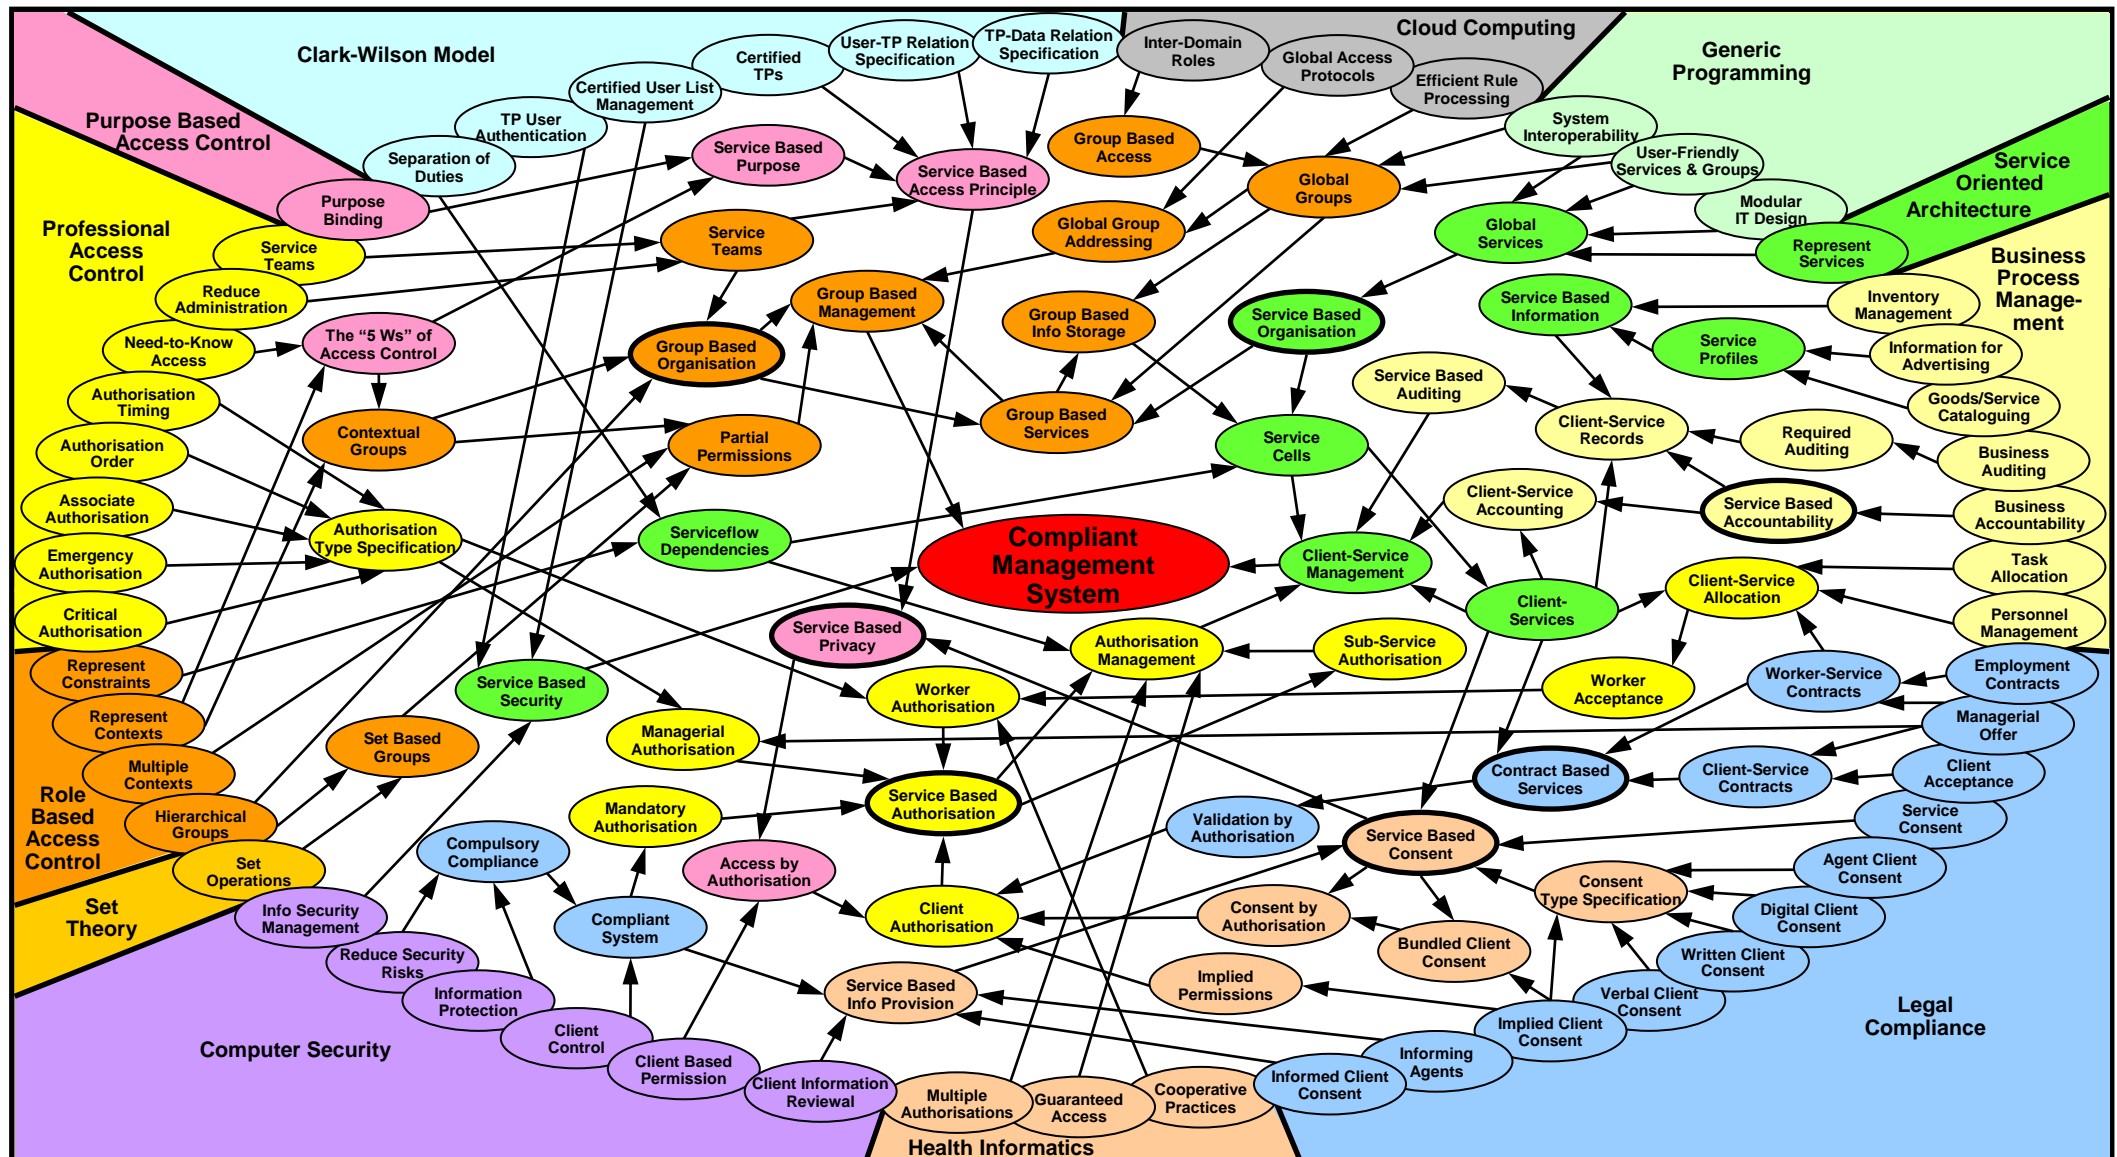 Clark-Wilson Model
Cloud Computing
Generic
Programming
Purpose Based
Access Control
Service
Oriented
Architecture
Professional
Access
Control
Business
Process
Manage-
ment
Role
Based
Access
Control
Set
Theory
Computer Security
Health Informatics
Legal
Compliance
Certified
TPs
User-TP Relation
Specification
TP-Data Relation
Specification
Inter-Domain
Roles
Global Access
Protocols
Efficient Rule
Processing
Certified User List
Management
TP User
Authentication
Separation of
Duties
Purpose
Binding
System
Interoperability
User-Friendly
Services & Groups
Modular
IT Design
Represent
Services
Service Based
Purpose
Service Based
Access Principle
Group Based
Access
Global
Groups
Service
Teams
Reduce
Administration
Need-to-Know
Access
Authorisation
Timing
Authorisation
Order
Associate
Authorisation
Emergency
Authorisation
Critical
Authorisation
Service
Teams
Global Group
Addressing
Global
Services
The “5 Ws” of
Access Control
Group Based
Management
Group Based
Info Storage
Service Based
Organisation
Service Based
Information
Inventory
Management
Group Based
Organisation
Service
Profiles
Information for
Advertising
Service Based
Auditing
Goods/Service
Cataloguing
Contextual
Groups
Partial
Permissions
Group Based
Services
Service
Cells
Client-Service
Records
Required
Auditing
Business
Auditing
Authorisation
Type Specification
Serviceflow
Dependencies
Compliant
Management
System
Client-Service
Accounting
Service Based
Accountability
Business
Accountability
Client-Service
Management
Client-Service
Allocation
Task
Allocation
Client-
Services
Personnel
Management
Service Based
Privacy
Authorisation
Management
Sub-Service
Authorisation
Represent
Constraints
Represent
Contexts
Multiple
Contexts
Hierarchical
Groups
Set
Operations
Service Based
Security
Worker
Authorisation
Worker
Acceptance
Worker-Service
Contracts
Employment
Contracts
Managerial
Offer
Set Based
Groups
Managerial
Authorisation
Contract Based
Services
Client-Service
Contracts
Client
Acceptance
Mandatory
Authorisation
Service Based
Authorisation
Validation by
Authorisation
Service Based
Consent
Service
Consent
Compulsory
Compliance
Access by
Authorisation
Consent
Type Specification
Agent Client
Consent
Info Security
Management
Compliant
System
Client
Authorisation
Consent by
Authorisation
Bundled Client
Consent
Digital Client
Consent
Reduce Security
Risks
Written Client
Consent
Information
Protection
Service Based
Info Provision
Implied
Permissions
Verbal Client
Consent
Client
Control
Implied Client
Consent
Client Based
Permission
Informing
Agents
Client Information
Reviewal
Multiple
Authorisations
Guaranteed
Access
Cooperative
Practices
Informed Client
Consent